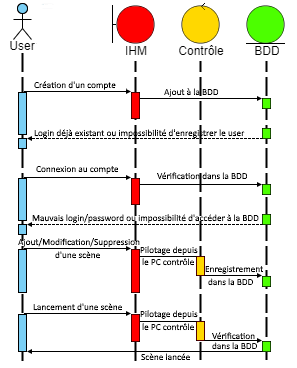 User
IHM
Contrôle
BDD
Création d'un compte
Ajout à la BDD
Login déjà existant ou impossibilité d'enregistrer le user
Connexion au compte
Vérification dans la BDD
Mauvais login/password ou impossibilité d'accéder à la BDD
Ajout/Modification/Suppression
d'une scène
Pilotage depuis
le PC contrôle
Enregistrement
dans la BDD
Lancement d'une scène
Pilotage depuis
le PC contrôle
Vérification
dans la BDD
Scène lancée